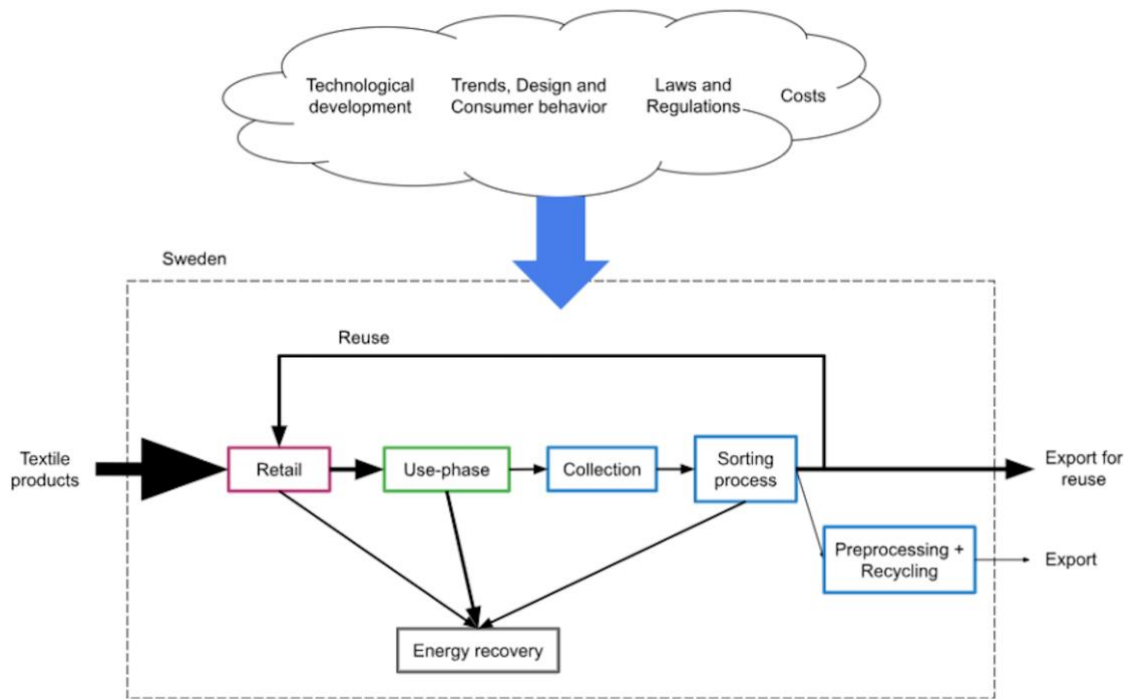 Technological
development
Trends, Design and
Consumer behavior
Laws and
Regulations
Costs
Sweden
Reuse
Textile
products
Retail
Use-phase
Collection
Sorting
process
Export for
reuse
Preprocessing +
Recycling
Export
Energy recovery